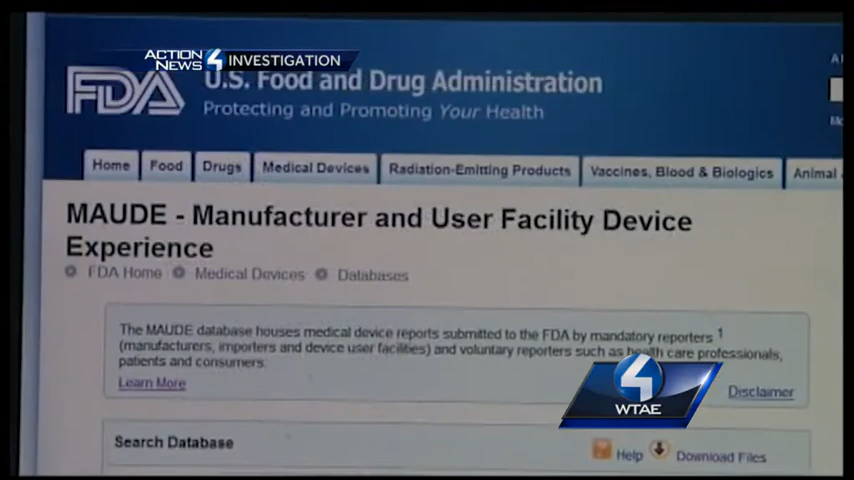 ACTION
NEWS 4 INVESTIGATION
FDA U.S. Food and Drug Administration
Protecting and Promoting Your Health
Home Food Drugs Medical Devices Radiation-Emitting Products Vaccines, Blood & Biologics Animal
MAUDE - Manufacturer and User Facility Device
Experience
FDA Home Medical Devices Databases
The MAUDE database houses medical device reports submitted to the FDA by mandatory reporters 1
(manufacturers, importers and device user facilities) and voluntary reporters such as health care professionals,
patients and consumers.
Learn More
Disclaimer
4
WTAE
Search Database
? Help Download Files